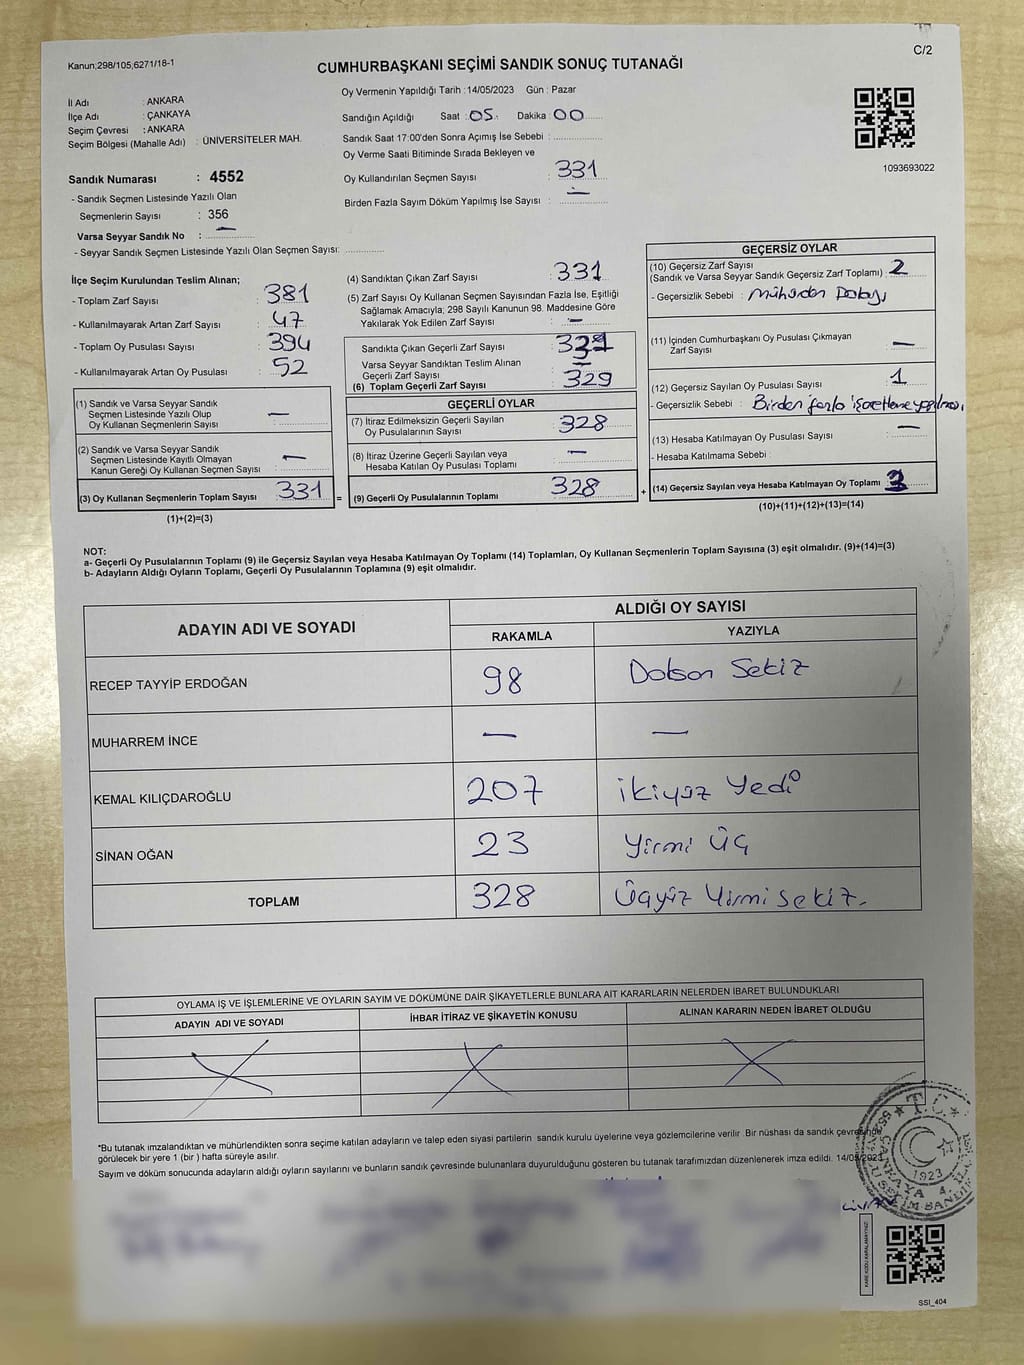 Kanun;298/105,6271/18-1
C/2
CUMHURBAŞKANI SEÇİMİ SANDIK SONUÇ TUTANAĞI
İl Adı : ANKARA
İlçe Adı : ÇANKAYA
Seçim Çevresi : ANKARA
Seçim Bölgesi (Mahalle Adı) : ÜNİVERSİTELER MAH.
Sandık Numarası : 4552
- Sandık Seçmen Listesinde Yazılı Olan
Seçmenlerin Sayısı : 356
Varsa Seyyar Sandık No : —
- Seyyar Sandık Seçmen Listesinde Yazılı Olan Seçmen Sayısı:
Oy Vermenin Yapıldığı Tarih : 14/05/2023 Gün : Pazar
Sandığın Açıldığı Saat : 05 Dakika : 00
Sandık Saat 17:00'den Sonra Açımış İse Sebebi :
Oy Verme Saati Bitiminde Sırada Bekleyen ve
Oy Kullandırılan Seçmen Sayısı : 331
Birden Fazla Sayım Döküm Yapılmış İse Sayısı : —
1093693022
İlçe Seçim Kurulundan Teslim Alınan;
- Toplam Zarf Sayısı : 381
- Kullanılmayarak Artan Zarf Sayısı : 47
- Toplam Oy Pusulası Sayısı : 394
- Kullanılmayarak Artan Oy Pusulası : 52
(1) Sandık ve Varsa Seyyar Sandık
Seçmen Listesinde Yazılı Olup
Oy Kullanan Seçmenlerin Sayısı : —
(2) Sandık ve Varsa Seyyar Sandık
Seçmen Listesinde Kayıtlı Olmayan
Kanun Gereği Oy Kullanan Seçmen Sayısı : —
(3) Oy Kullanan Seçmenlerin Toplam Sayısı : 331 =
(1)+(2)=(3)
(4) Sandıktan Çıkan Zarf Sayısı : 331
(5) Zarf Sayısı Oy Kullanan Seçmen Sayısından Fazla İse, Eşitliği
Sağlamak Amacıyla; 298 Sayılı Kanunun 98. Maddesine Göre
Yakılarak Yok Edilen Zarf Sayısı : —
Sandıkta Çıkan Geçerli Zarf Sayısı :
Varsa Seyyar Sandıktan Teslim Alınan
Geçerli Zarf Sayısı : —
(6) Toplam Geçerli Zarf Sayısı : 329
GEÇERLİ OYLAR
(7) İtiraz Edilmeksizin Geçerli Sayılan
Oy Pusulalarının Sayısı : 328
(8) İtiraz Üzerine Geçerli Sayılan veya
Hesaba Katılan Oy Pusulası Toplamı : —
(9) Geçerli Oy Pusulalarının Toplamı : 328 +
GEÇERSİZ OYLAR
(10) Geçersiz Zarf Sayısı
(Sandık ve Varsa Seyyar Sandık Geçersiz Zarf Toplamı) : 2
- Geçersizlik Sebebi : Mühürden Dolayı
(11) İçinden Cumhurbaşkanı Oy Pusulası Çıkmayan
Zarf Sayısı : —
(12) Geçersiz Sayılan Oy Pusulası Sayısı : 1
- Geçersizlik Sebebi : Birden fazla işaretleme yapılması
(13) Hesaba Katılmayan Oy Pusulası Sayısı : —
- Hesaba Katılmama Sebebi :
(14) Geçersiz Sayılan veya Hesaba Katılmayan Oy Toplamı : 3
(10)+(11)+(12)+(13)=(14)
NOT:
a- Geçerli Oy Pusulalarının Toplamı (9) ile Geçersiz Sayılan veya Hesaba Katılmayan Oy Toplamı (14) Toplamları, Oy Kullanan Seçmenlerin Toplam Sayısına (3) eşit olmalıdır. (9)+(14)=(3)
b- Adayların Aldığı Oyların Toplamı, Geçerli Oy Pusulalarının Toplamına (9) eşit olmalıdır.
ADAYIN ADI VE SOYADI ALDIĞI OY SAYISI
RAKAMLA YAZIYLA
RECEP TAYYİP ERDOĞAN 98 Doksan Sekiz
MUHARREM İNCE — —
KEMAL KILIÇDAROĞLU 207 ikiyüz Yedi
SİNAN OĞAN 23 Yirmi Üç
TOPLAM 328 Üçyüz Yirmi sekiz.
OYLAMA İŞ VE İŞLEMLERİNE VE OYLARIN SAYIM VE DÖKÜMÜNE DAİR ŞİKAYETLERLE BUNLARA AİT KARARLARIN NELERDEN İBARET BULUNDUKLARI
ADAYIN ADI VE SOYADI İHBAR İTİRAZ VE ŞİKAYETİN KONUSU ALINAN KARARIN NEDEN İBARET OLDUĞU
*Bu tutanak imzalandıktan ve mühürlendikten sonra seçime katılan adayların ve talep eden siyasi partilerin sandık kurulu üyelerine veya gözlemcilerine verilir .Bir nüshası da sandık çevresinde
görülecek bir yere 1 (bir ) hafta süreyle asılır.
Sayım ve döküm sonucunda adayların aldığı oyların sayılarını ve bunların sandık çevresinde bulunanlara duyurulduğunu gösteren bu tutanak tarafımızdan düzenlenerek imza edildi. 14/05/2023
T.C.
ÇANKAYA 4.
1923
KARE KODU KARALAMAYINIZ!
SSI_404